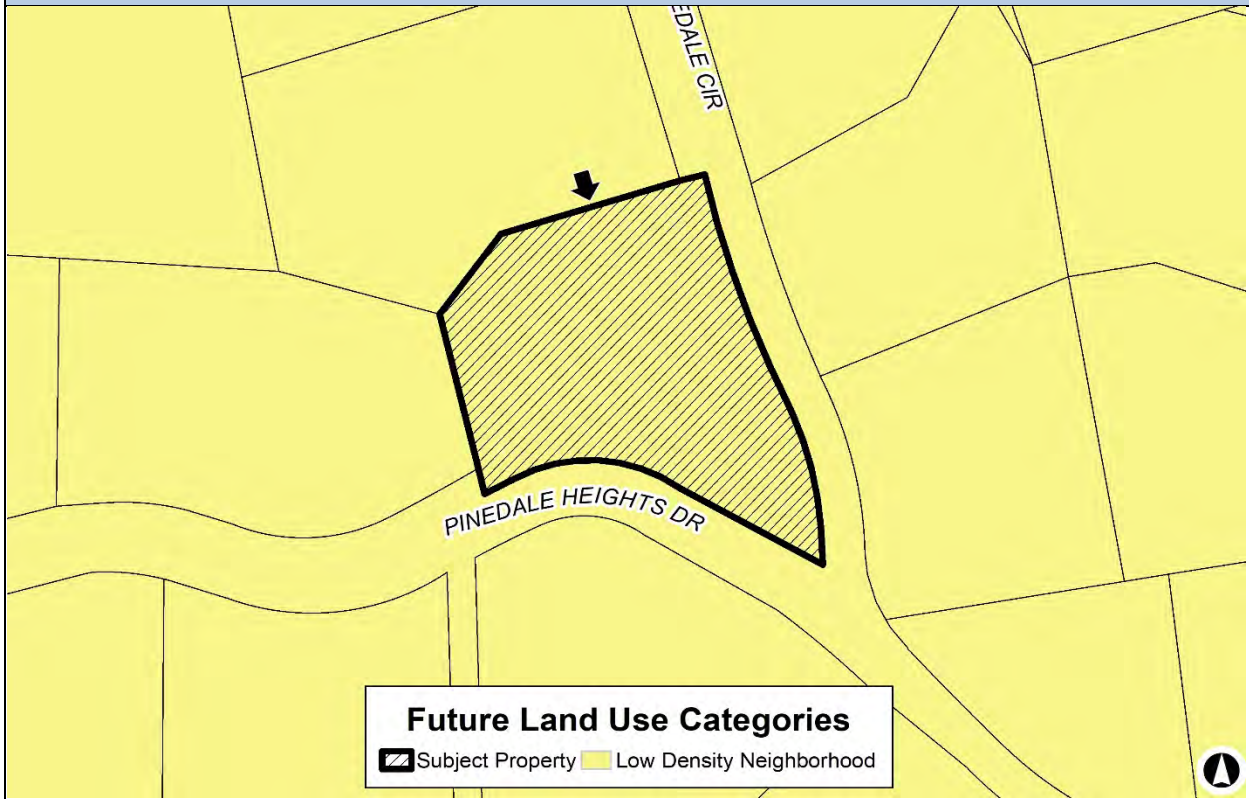 EDALE CIR
PINEDALE HEIGHTS DR
Future Land Use Categories
Subject Property Low Density Neighborhood